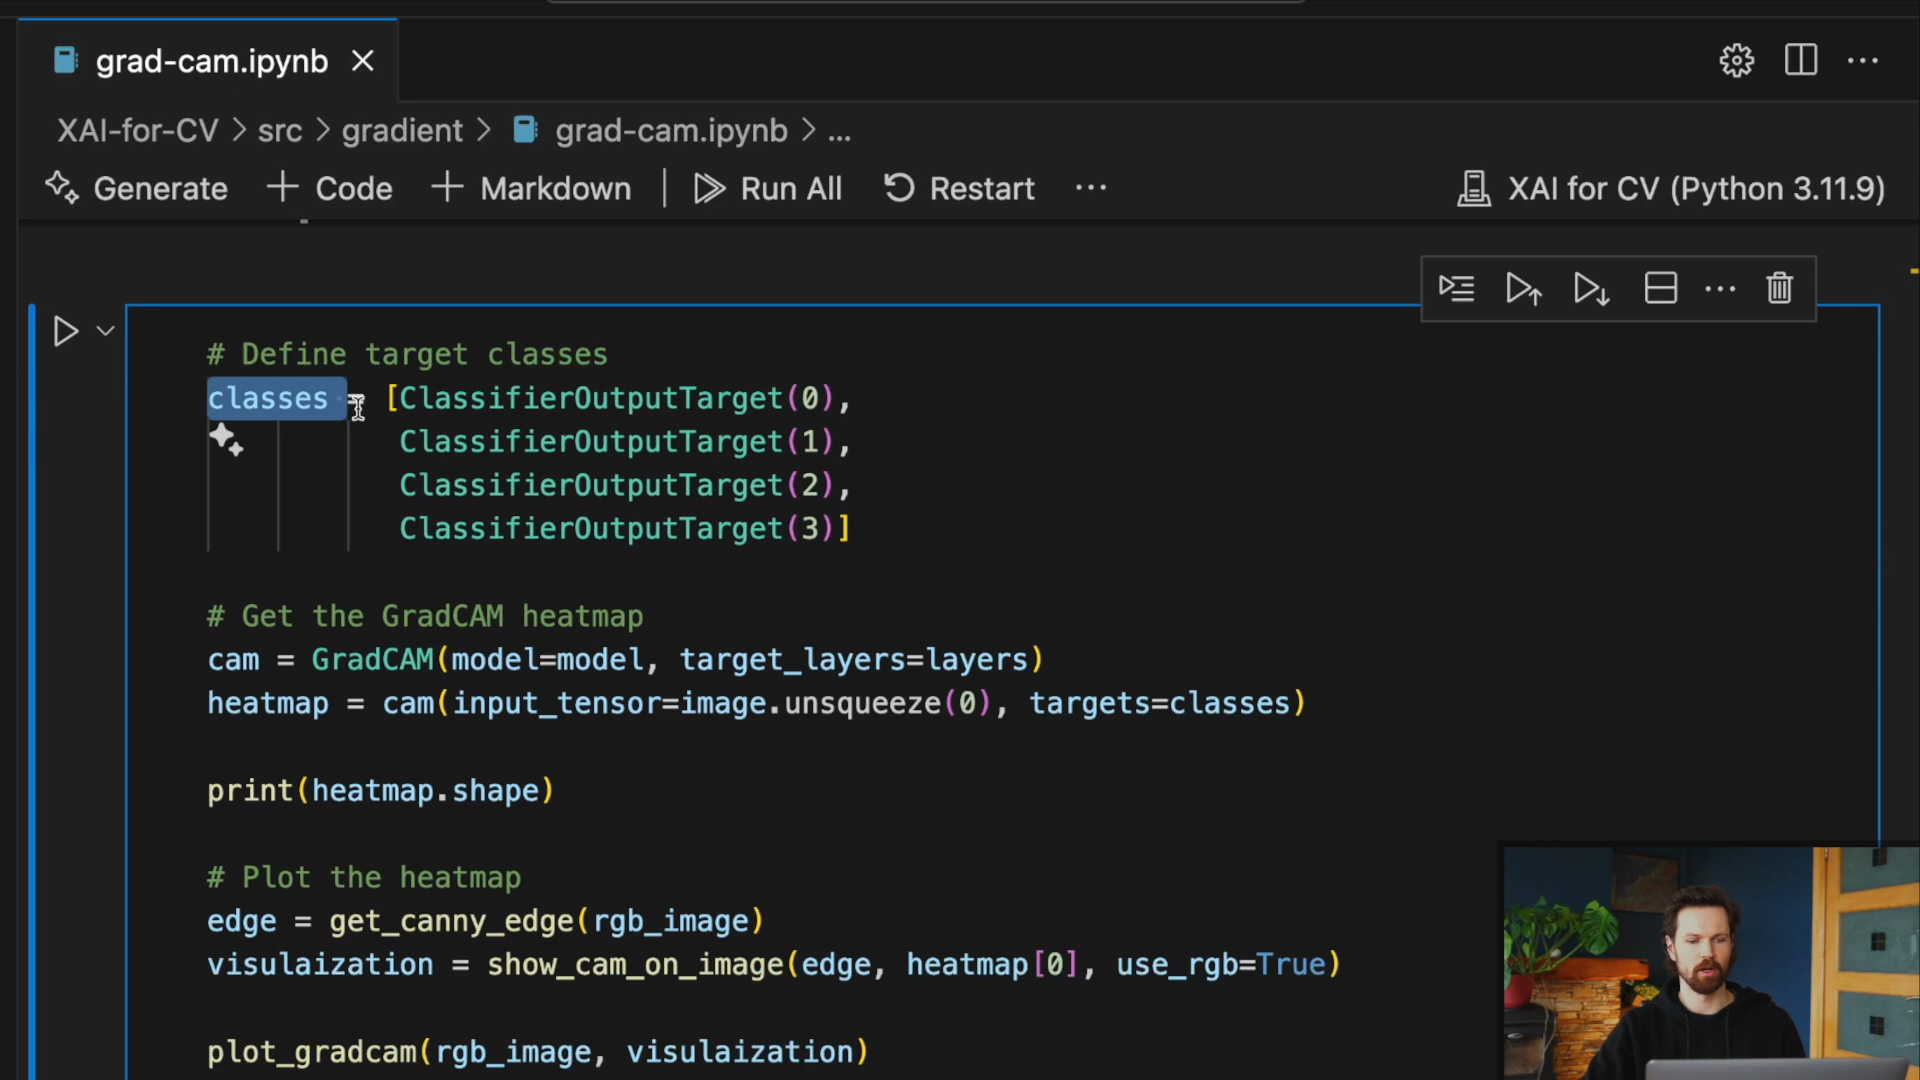 grad-cam.ipynb
XAI-for-CV > src > gradient > grad-cam.ipynb > ...
Generate + Code + Markdown | Run All Restart ··· XAI for CV (Python 3.11.9)
# Define target classes
classes = [ClassifierOutputTarget(0),
ClassifierOutputTarget(1),
ClassifierOutputTarget(2),
ClassifierOutputTarget(3)]
# Get the GradCAM heatmap
cam = GradCAM(model=model, target_layers=layers)
heatmap = cam(input_tensor=image.unsqueeze(0), targets=classes)
print(heatmap.shape)
# Plot the heatmap
edge = get_canny_edge(rgb_image)
visulaization = show_cam_on_image(edge, heatmap[0], use_rgb=True)
plot_gradcam(rgb_image, visulaization)